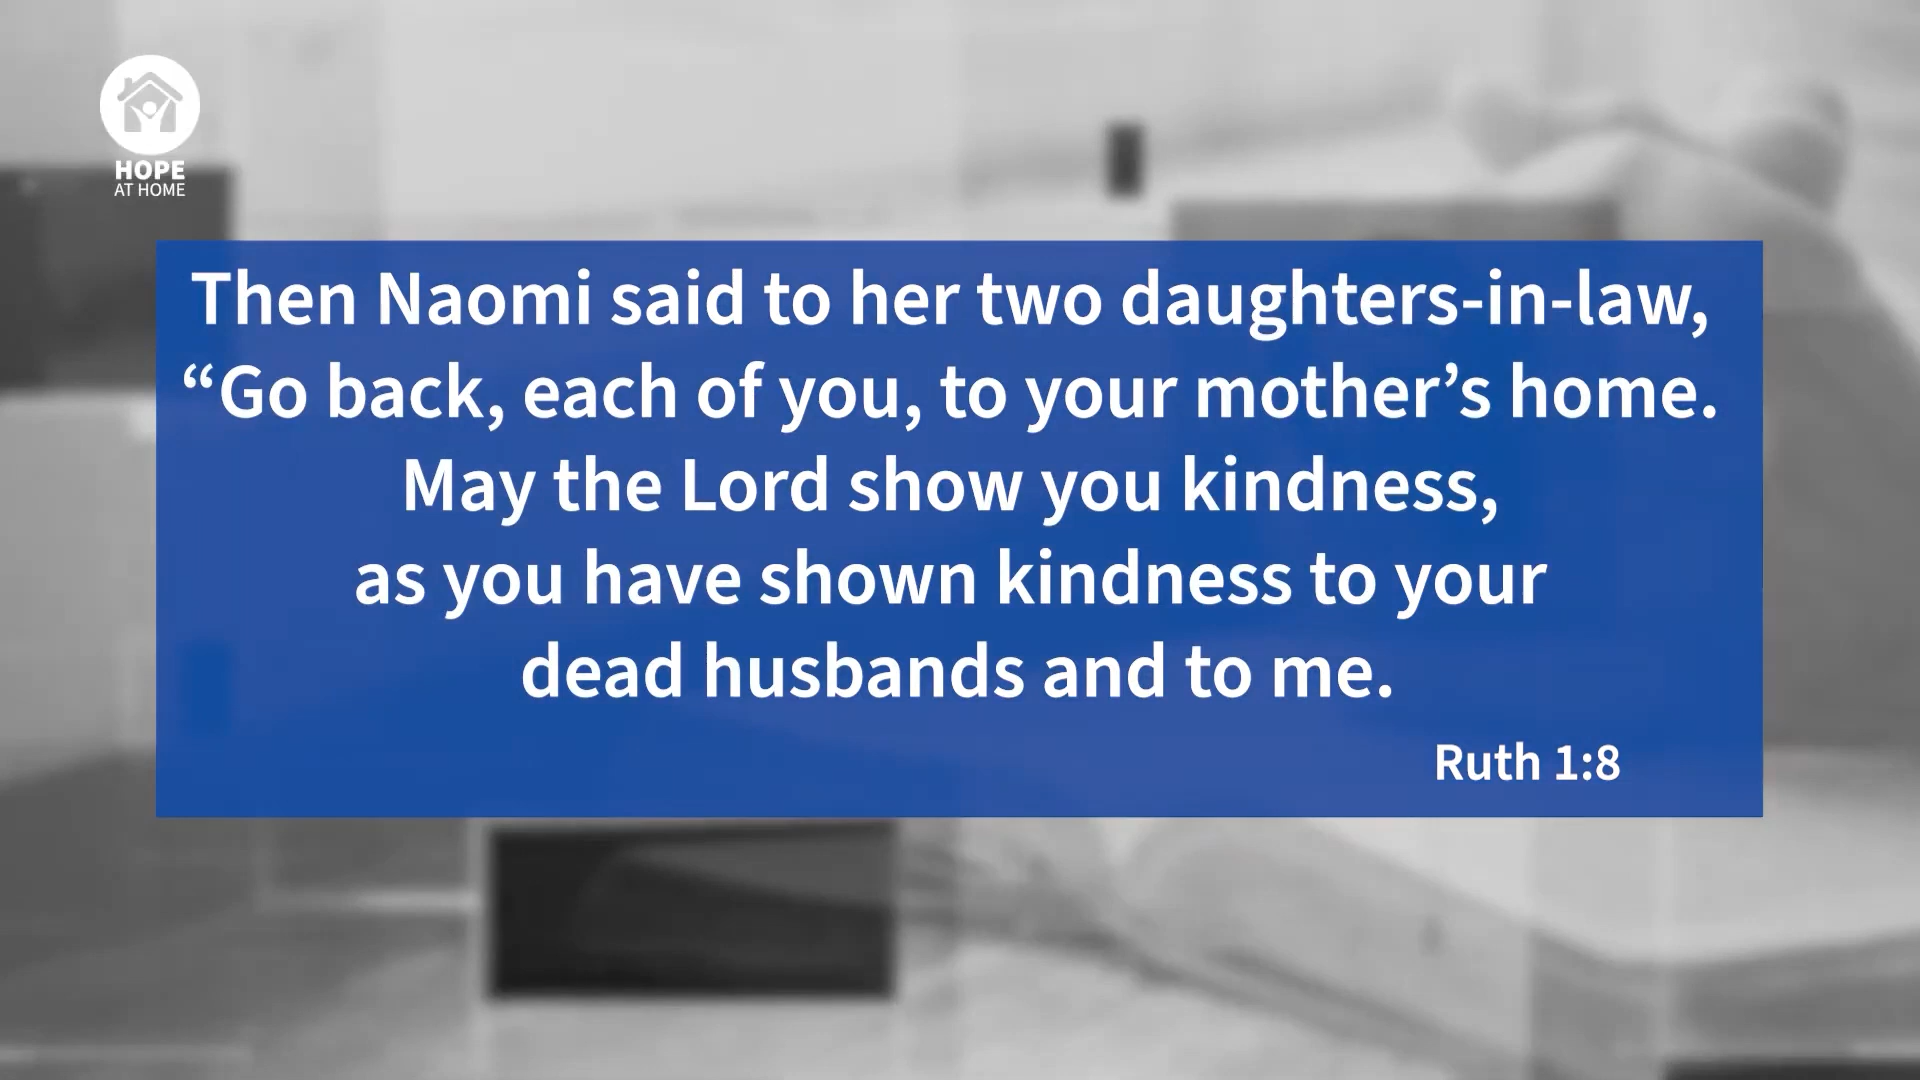 HOPE
AT HOME
Then Naomi said to her two daughters-in-law,
“Go back, each of you, to your mother’s home.
May the Lord show you kindness,
as you have shown kindness to your
dead husbands and to me.
Ruth 1:8